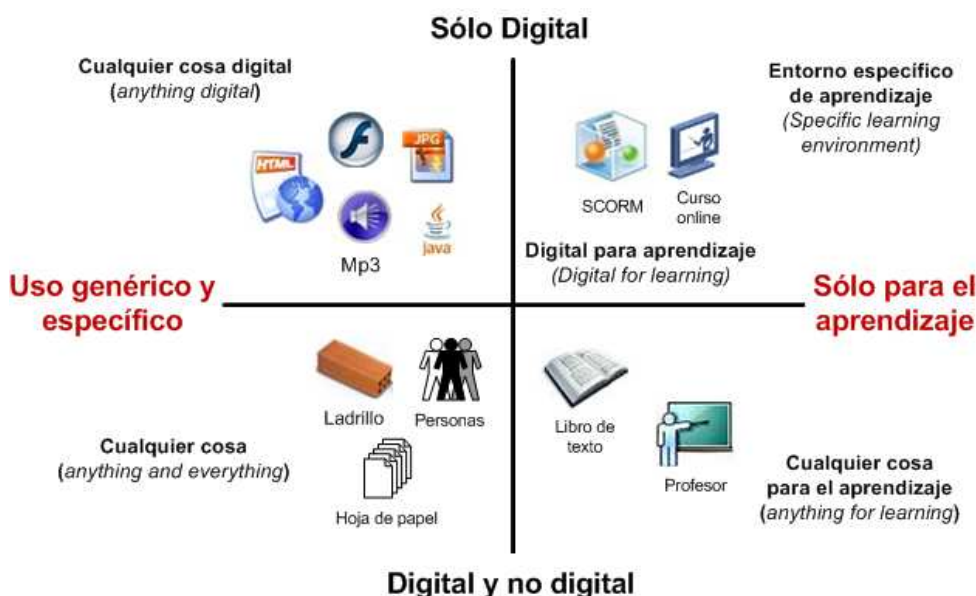 Sólo Digital
Cualquier cosa digital
(anything digital)
Entorno específico
de aprendizaje
(Specific learning
environment)
HTML
JPG
SCORM
Curso
online
Mp3
java
Digital para aprendizaje
(Digital for learning)
Uso genérico y
específico
Sólo para el
aprendizaje
Ladrillo
Personas
Cualquier cosa
(anything and everything)
Hoja de papel
Libro de
texto
Profesor
Cualquier cosa
para el aprendizaje
(anything for learning)
Digital y no digital